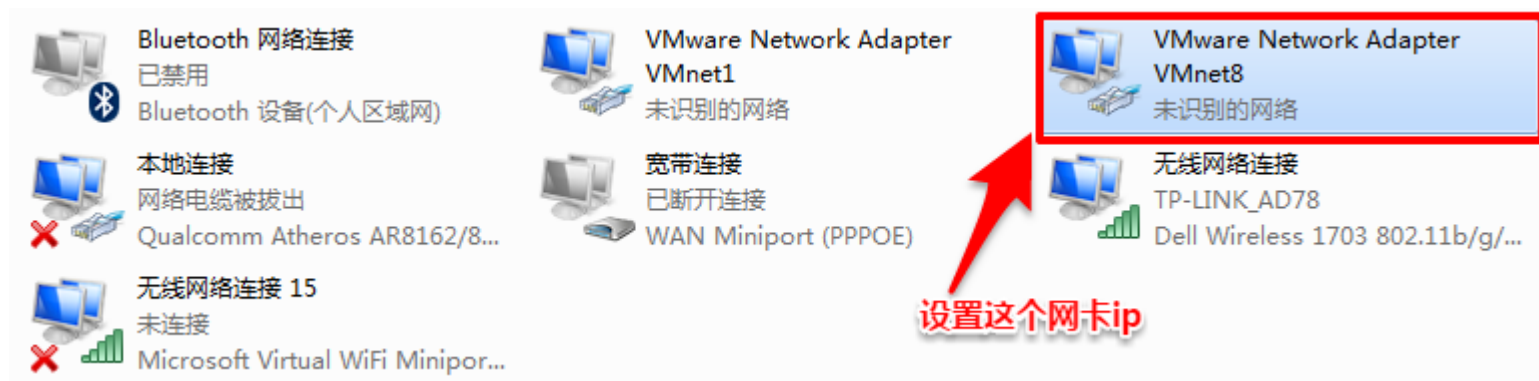 Bluetooth 网络连接
已禁用
Bluetooth 设备(个人区域网)
VMware Network Adapter
VMnet1
未识别的网络
VMware Network Adapter
VMnet8
未识别的网络
本地连接
网络电缆被拔出
Qualcomm Atheros AR8162/8...
宽带连接
已断开连接
WAN Miniport (PPPOE)
无线网络连接
TP-LINK_AD78
Dell Wireless 1703 802.11b/g/...
无线网络连接 15
未连接
Microsoft Virtual WiFi Minipor...
设置这个网卡ip